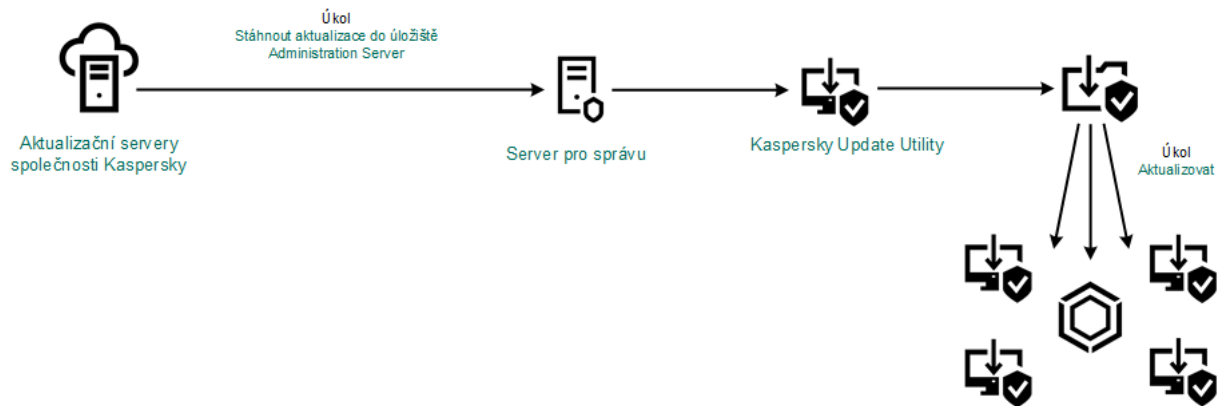 Úkol
Stáhnout aktualizace do úložiště
Administration Server
Aktualizační servery
společnosti Kaspersky
Server pro správu
Kaspersky Update Utility
Úkol
Aktualizovat